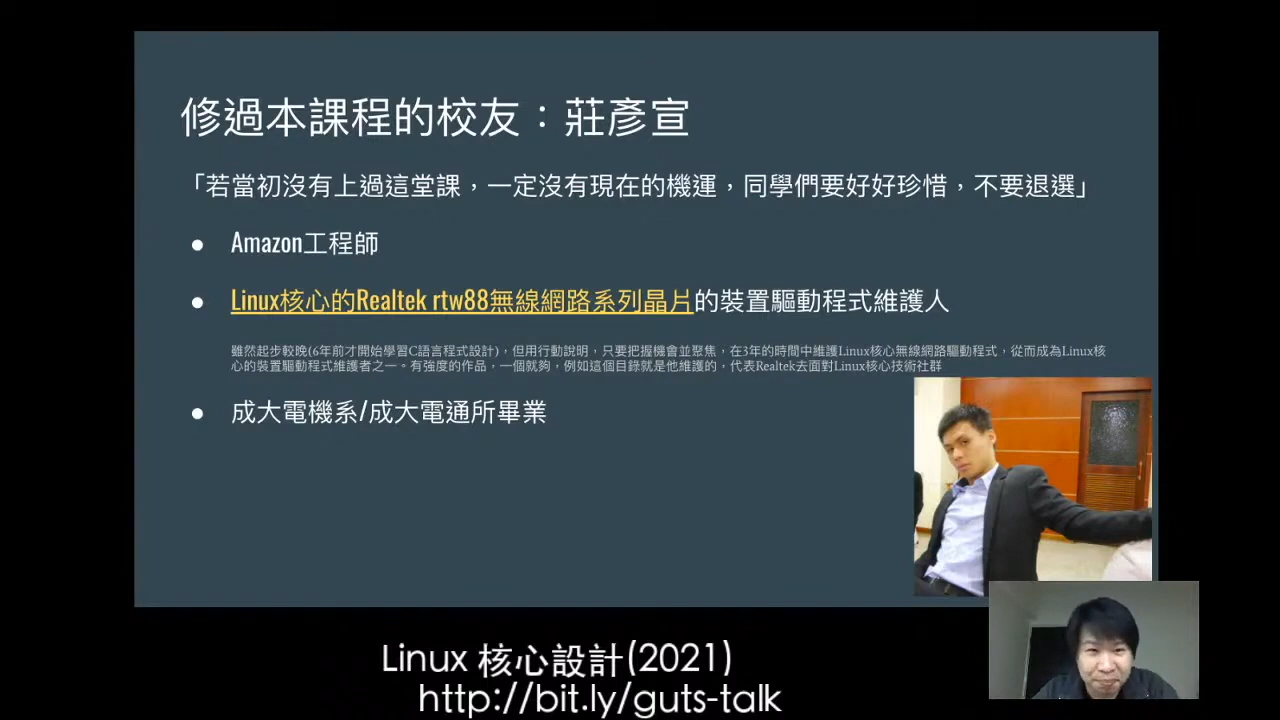 修過本課程的校友：莊彥宣
「若當初沒有上過這堂課，一定沒有現在的機運，同學們要好好珍惜，不要退選」
● Amazon工程師
● Linux核心的Realtek rtw88無線網路系列晶片的裝置驅動程式維護人
雖然起步較晚(6年前才開始學習C語言程式設計)，但用行動說明，只要把握機會並聚焦，在3年的時間中維護Linux核心無線網路驅動程式，從而成為Linux核
心的裝置驅動程式維護者之一。有強度的作品，一個就夠，例如這個目錄就是他維護的，代表Realtek去面對Linux核心技術社群
● 成大電機系/成大電通所畢業
Linux 核心設計(2021)
http://bit.ly/guts-talk